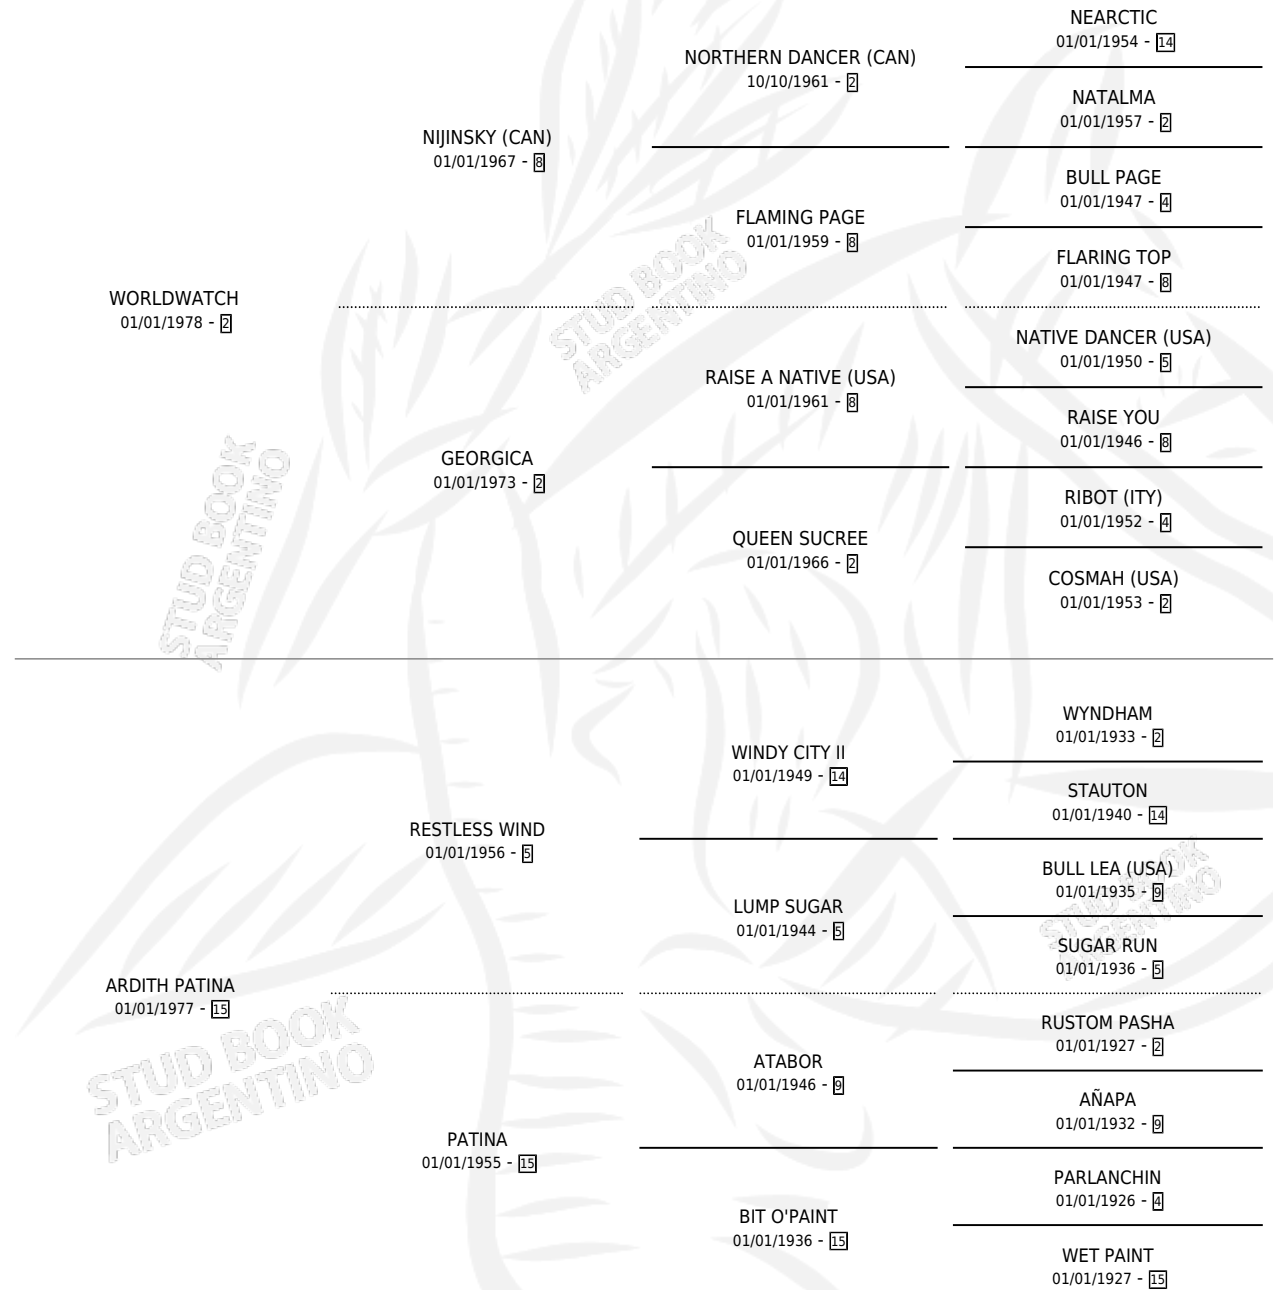 NEARCTIC
01/01/1954 - 14
NORTHERN DANCER (CAN)
10/10/1961 - 2
NATALMA
01/01/1957 - 2
NIJINSKY (CAN)
01/01/1967 - 8
BULL PAGE
01/01/1947 - 4
FLAMING PAGE
01/01/1959 - 8
FLARING TOP
01/01/1947 - 8
WORLDWATCH
01/01/1978 - 2
STUD BOOK
ARGENTINO
NATIVE DANCER (USA)
01/01/1950 - 5
RAISE A NATIVE (USA)
01/01/1961 - 8
RAISE YOU
01/01/1946 - 8
GEORGICA
01/01/1973 - 2
RIBOT (ITY)
01/01/1952 - 4
QUEEN SUCREE
01/01/1966 - 2
COSMAH (USA)
01/01/1953 - 2
STUD BOOK
ARGENTINO
WYNDHAM
01/01/1933 - 2
WINDY CITY II
01/01/1949 - 14
STAUTON
01/01/1940 - 14
RESTLESS WIND
01/01/1956 - 5
BULL LEA (USA)
01/01/1935 - 9
LUMP SUGAR
01/01/1944 - 5
STUD BOOK
ARGENTINO
SUGAR RUN
01/01/1936 - 5
ARDITH PATINA
01/01/1977 - 15
RUSTOM PASHA
01/01/1927 - 2
ATABOR
01/01/1946 - 9
STUD BOOK
ARGENTINO
AÑAPA
01/01/1932 - 9
PATINA
01/01/1955 - 15
PARLANCHIN
01/01/1926 - 4
BIT O'PAINT
01/01/1936 - 15
WET PAINT
01/01/1927 - 15